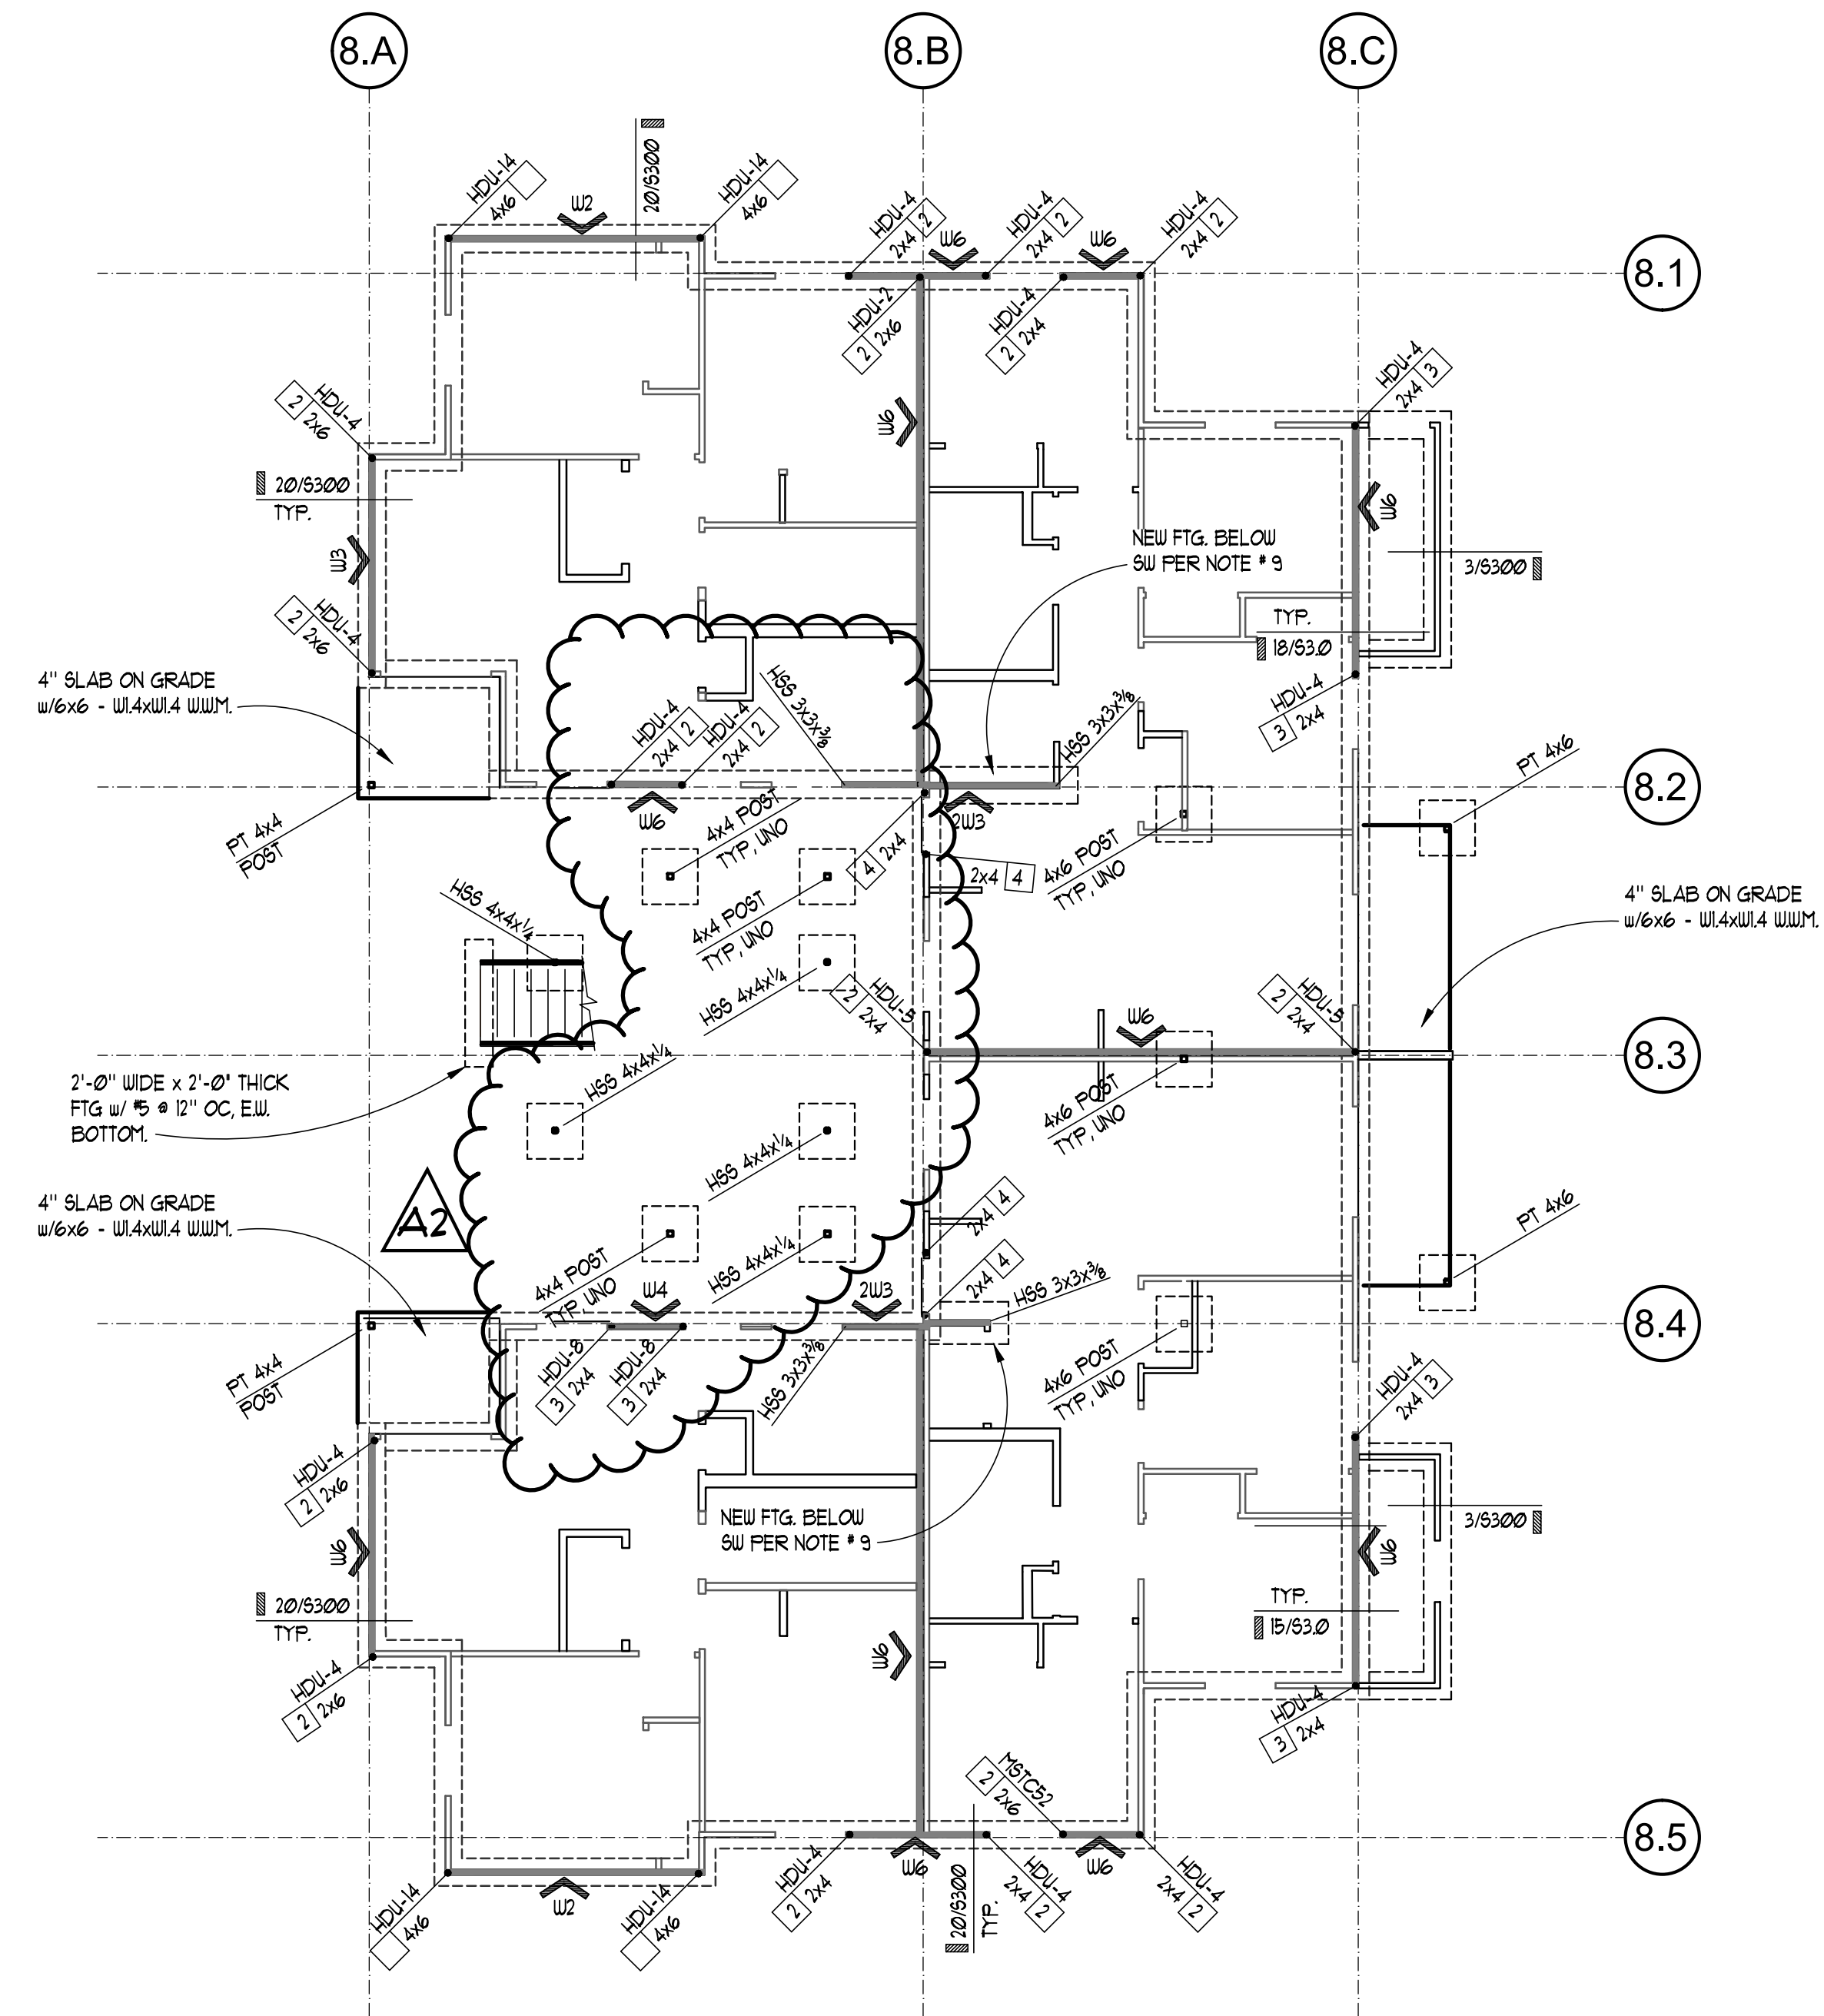 8.A
8.B
8.C
20/S300
HDU-14
4x6
W2
HDU-14
4x6
HDU-4
2x4 2
W6
HDU-4
2x4 2
W6
HDU-4
2x4 2
8.1
HDU-2
2 2x6
HDU-4
2 2x4
HDU-4
2x4 3
HDU-4
2 2x6
W6
20/S300
TYP.
W6
W3
NEW FTG. BELOW
SW PER NOTE # 9
3/S300
HDU-4
2 2x6
TYP.
18/S3.0
4" SLAB ON GRADE
w/6x6 - W1.4xW1.4 W.W.M.
HSS 3x3x3/8
HDU-4
2x4 2
HDU-4
2x4 2
HSS 3x3x3/8
HDU-4
3 2x4
PT 4x6
8.2
W6
2W3
PT 4x4
POST
4x4 POST
TYP, UNO
4 2x4
2x4 4
4x6 POST
TYP, UNO
HSS 4x4x1/4
4x4 POST
TYP, UNO
4" SLAB ON GRADE
w/6x6 - W1.4xW1.4 W.W.M.
HSS 4x4x1/4
HDU-5
2 2x4
W6
HDU-5
2 2x4
8.3
HSS 4x4x1/4
2'-0" WIDE x 2'-0" THICK
FTG w/ #5 @ 12" OC, E.W.
BOTTOM.
4x6 POST
TYP, UNO
HSS 4x4x1/4
4" SLAB ON GRADE
w/6x6 - W1.4xW1.4 W.W.M.
A2
2x4 4
PT 4x6
4x4 POST
TYP, UNO
HSS 4x4x1/4
2x4 4
W4
2W3
HSS 3x3x3/8
8.4
PT 4x4
POST
HDU-8
3 2x4
HDU-8
3 2x4
HSS 3x3x3/8
4x6 POST
TYP, UNO
HDU-4
2x4 3
HDU-4
2 2x6
NEW FTG. BELOW
SW PER NOTE # 9
3/S300
W6
W6
20/S300
TYP.
TYP.
15/S3.0
W6
HDU-4
2 2x6
HDU-4
3 2x4
MSTC52
2 2x6
8.5
W6
W6
W2
HDU-14
4x6
HDU-14
4x6
HDU-4
2 2x4
20/S300
TYP.
HDU-4
2x4 2
HDU-4
2x4 2